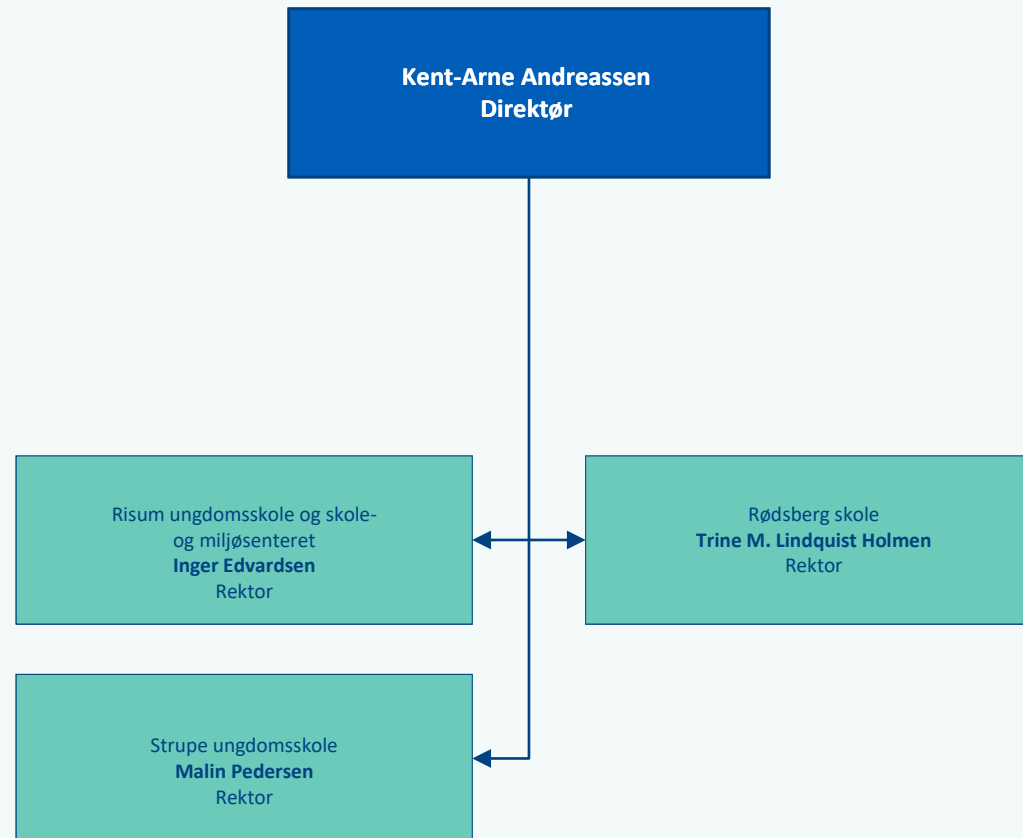 Kent-Arne Andreassen
Direktør
Risum ungdomsskole og skole-
og miljøsenteret
Inger Edvardsen
Rektor
Rødsberg skole
Trine M. Lindquist Holmen
Rektor
Strupe ungdomsskole
Malin Pedersen
Rektor